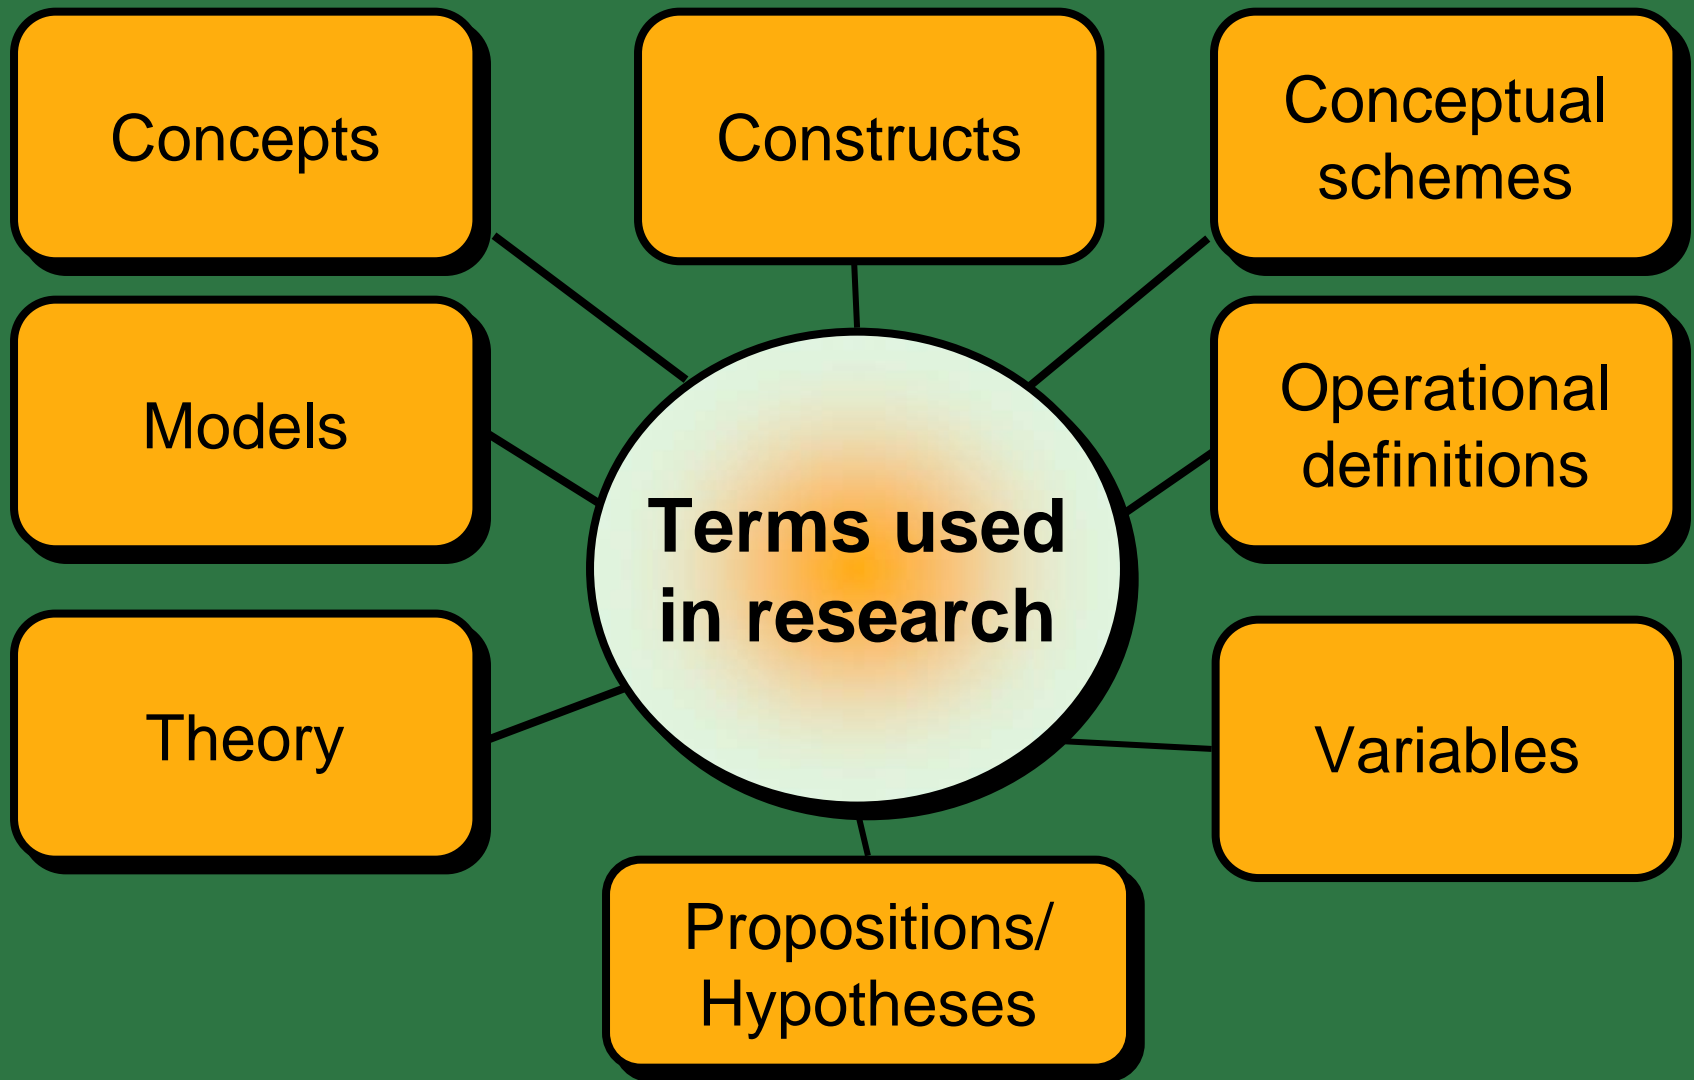 Concepts
Constructs
Conceptual
schemes
Models
Operational
definitions
Terms used
in research
Theory
Variables
Propositions/
Hypotheses